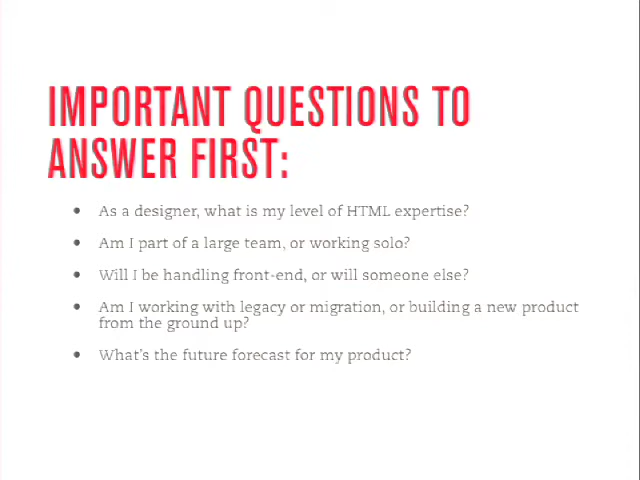 IMPORTANT QUESTIONS TO
ANSWER FIRST:
• As a designer, what is my level of HTML expertise?
• Am I part of a large team, or working solo?
• Will I be handling front-end, or will someone else?
• Am I working with legacy or migration, or building a new product
from the ground up?
• What's the future forecast for my product?